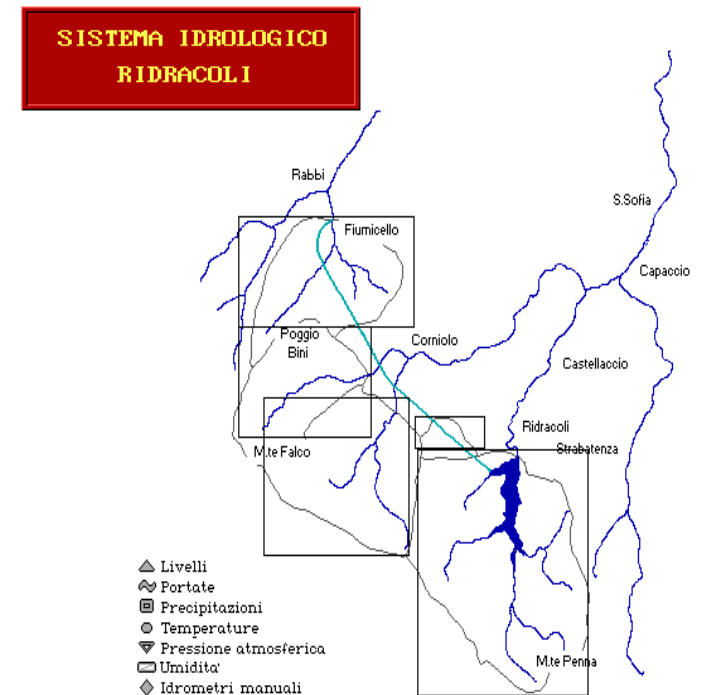 SISTEMA IDROLOGICO
RIDRACOLI
Rabbi
S.Sofia
Fiumicello
Capaccio
Poggio
Bini
Corniolo
Castellaccio
Ridracoli
M.te Falco
Strabatenza
Livelli
Portate
Precipitazioni
Temperature
Pressione atmosferica
M.te Penna
Umidita'
Idrometri manuali